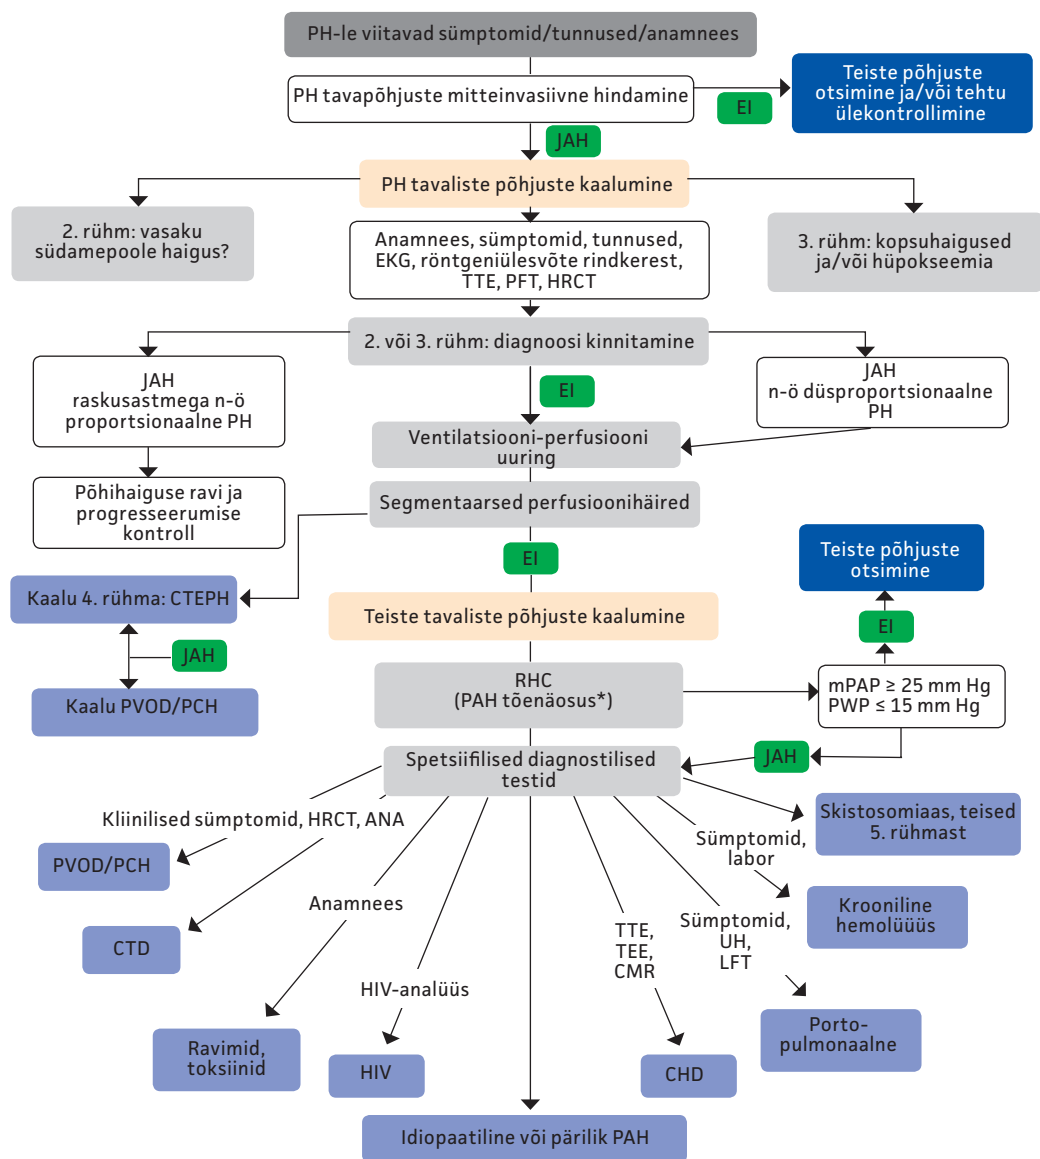 PH-le viitavad sümptomid/tunnused/anamnees
PH tavapõhjuste mitteinvasiivne hindamine
EI
Teiste põhjuste
otsimine ja/või tehtu
ülekontrollimine
JAH
PH tavaliste põhjuste kaalumine
2. rühm: vasaku
südamepoole haigus?
Anamnees, sümptomid, tunnused,
EKG, röntgeniülesvõte rindkerest,
TTE, PFT, HRCT
3. rühm: kopsuhaigused
ja/või hüpokseemia
2. või 3. rühm: diagnoosi kinnitamine
JAH
raskusastmega n-ö
proportsionaalne PH
EI
JAH
n-ö düsproportsionaalne
PH
Ventilatsiooni-perfusiooni
uuring
Põhihaiguse ravi ja
progresseerumise
kontroll
Segmentaarsed perfusioonihäired
EI
Teiste põhjuste
otsimine
Kaalu 4. rühma: CTEPH
Teiste tavaliste põhjuste kaalumine
EI
JAH
Kaalu PVOD/PCH
RHC
(PAH tõenäosus*)
mPAP ≥ 25 mm Hg
PWP ≤ 15 mm Hg
JAH
Spetsiifilised diagnostilised
testid
Kliinilised sümptomid, HRCT, ANA
Skistosomiaas, teised
5. rühmast
PVOD/PCH
Sümptomid,
labor
Anamnees
Krooniline
hemolüüüs
CTD
TTE,
TEE,
CMR
Sümptomid,
UH,
LFT
HIV-analüüs
Ravimid,
toksiinid
HIV
CHD
Porto-
pulmonaalne
Idiopaatiline või pärilik PAH